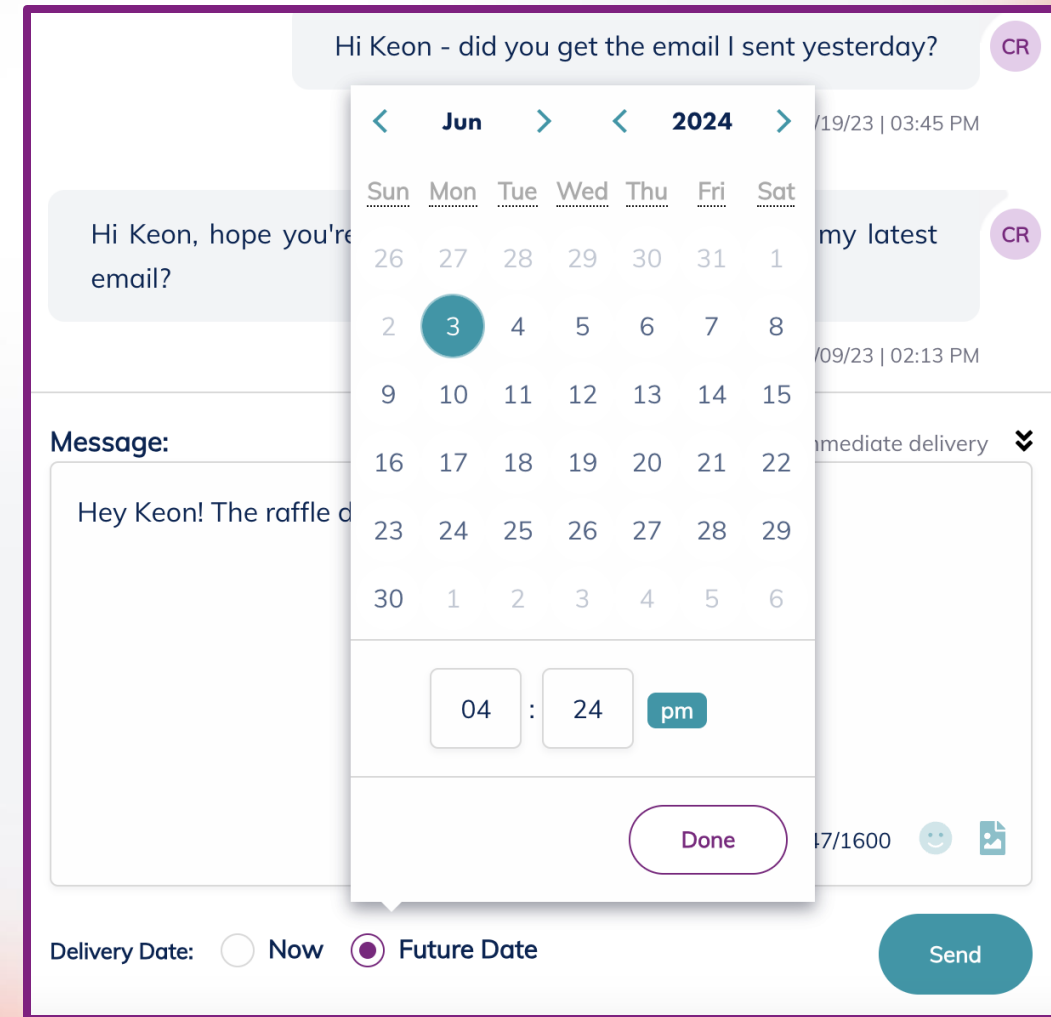 Hi Keon - did you get the email I sent yesterday?
CR
Jun 2024
/19/23 | 03:45 PM
Sun Mon Tue Wed Thu Fri Sat
Hi Keon, hope you're my latest
CR
email?
26 27 28 29 30 31 1
2 3 4 5 6 7 8
/09/23 | 02:13 PM
9 10 11 12 13 14 15
Message:
mediate delivery
16 17 18 19 20 21 22
Hey Keon! The raffle d
23 24 25 26 27 28 29
30 1 2 3 4 5 6
04 : 24 pm
Done
47/1600
Delivery Date: Now Future Date
Send